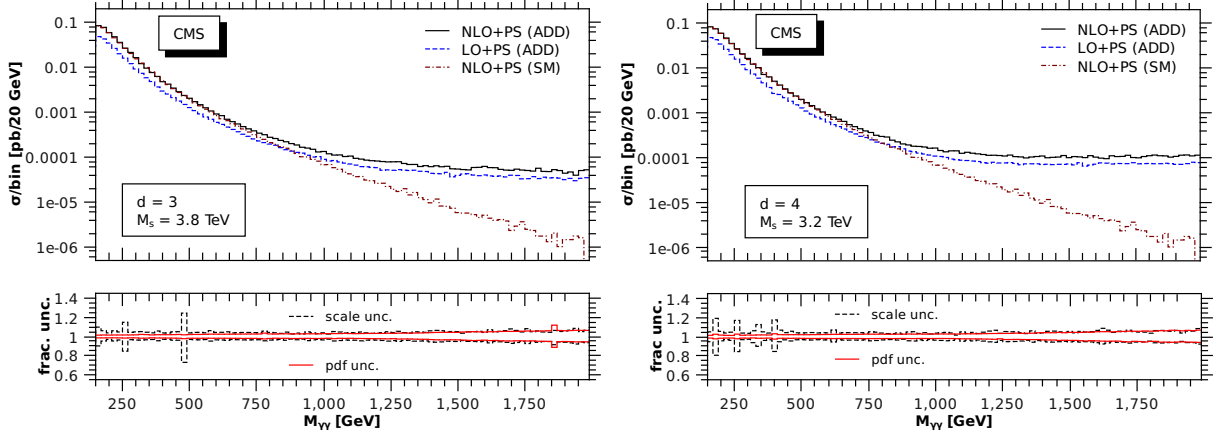 CMS
NLO+PS (ADD)
LO+PS (ADD)
NLO+PS (SM)
0.1
0.01
0.001
0.0001
1e-05
1e-06
σ/bin [pb/20 GeV]
d = 3
Mₛ = 3.8 TeV
1.4
1.2
1
0.8
0.6
frac. unc.
scale unc.
pdf unc.
250
500
750
1,000
1,250
1,500
1,750
Mγγ [GeV]
CMS
NLO+PS (ADD)
LO+PS (ADD)
NLO+PS (SM)
0.1
0.01
0.001
0.0001
1e-05
1e-06
σ/bin [pb/20 GeV]
d = 4
Mₛ = 3.2 TeV
1.4
1.2
1
0.8
0.6
frac unc.
scale unc.
pdf unc.
250
500
750
1,000
1,250
1,500
1,750
Mγγ [GeV]